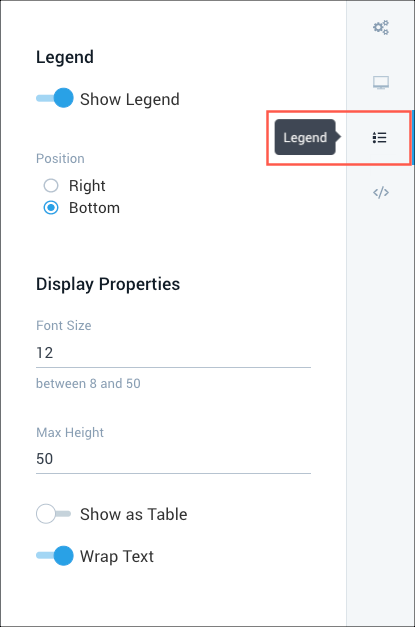 Legend
Show Legend
Legend
Position
Right
Bottom
Display Properties
Font Size
12
between 8 and 50
Max Height
50
Show as Table
Wrap Text